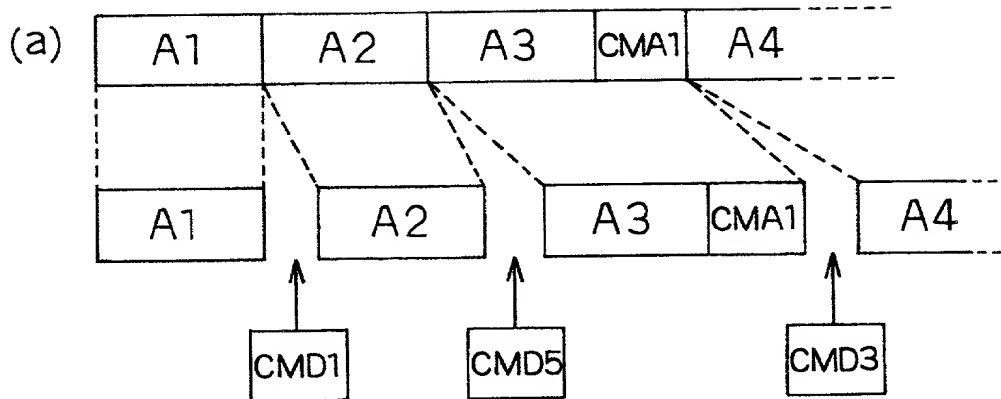 (a) A1 A2 A3 CMA1 A4
A1 A2 A3 CMA1 A4
CMD1 CMD5 CMD3